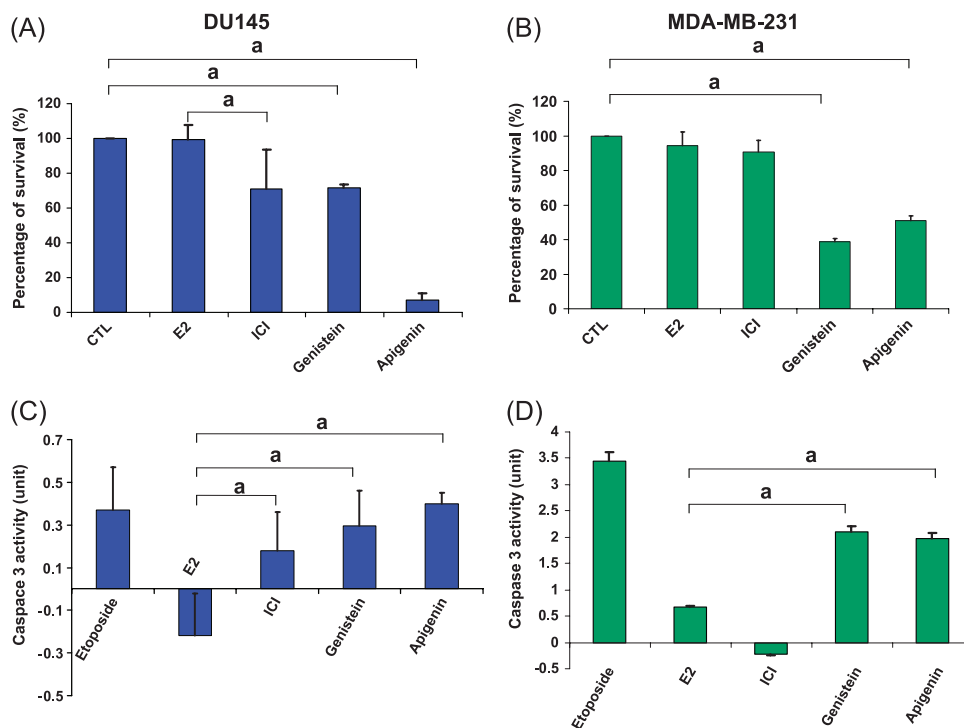 (A)
DU145
a
a
a
Percentage of survival (%)
120
100
80
60
40
20
0
CTL
E2
ICI
Genistein
Apigenin
(B)
MDA-MB-231
a
a
Percentage of survival (%)
120
100
80
60
40
20
0
CTL
E2
ICI
Genistein
Apigenin
(C)
a
a
a
Caspace 3 activity (unit)
0.7
0.5
0.3
0.1
-0.1
-0.3
-0.5
Etoposide
E2
ICI
Genistein
Apigenin
(D)
a
a
Caspase 3 activity (unit)
4
3.5
3
2.5
2
1.5
1
0.5
0
-0.5
Etoposide
E2
ICI
Genistein
Apigenin